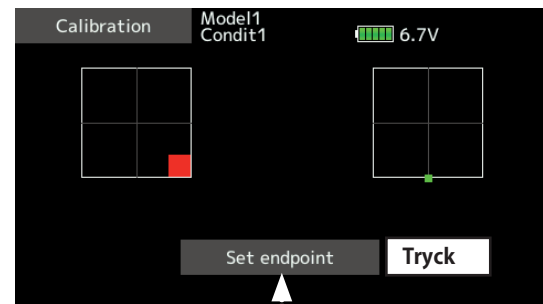 Calibration
Model1
Condit1
6.7V
Set endpoint
Tryck